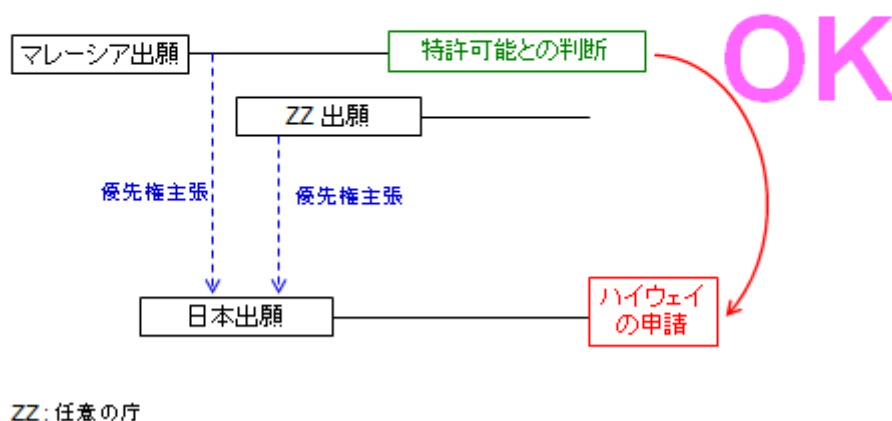 マレーシア出願
特許可能との判断
OK
ZZ 出願
優先権主張
優先権主張
日本出願
ハイウェイ
の申請
ZZ:任意の庁